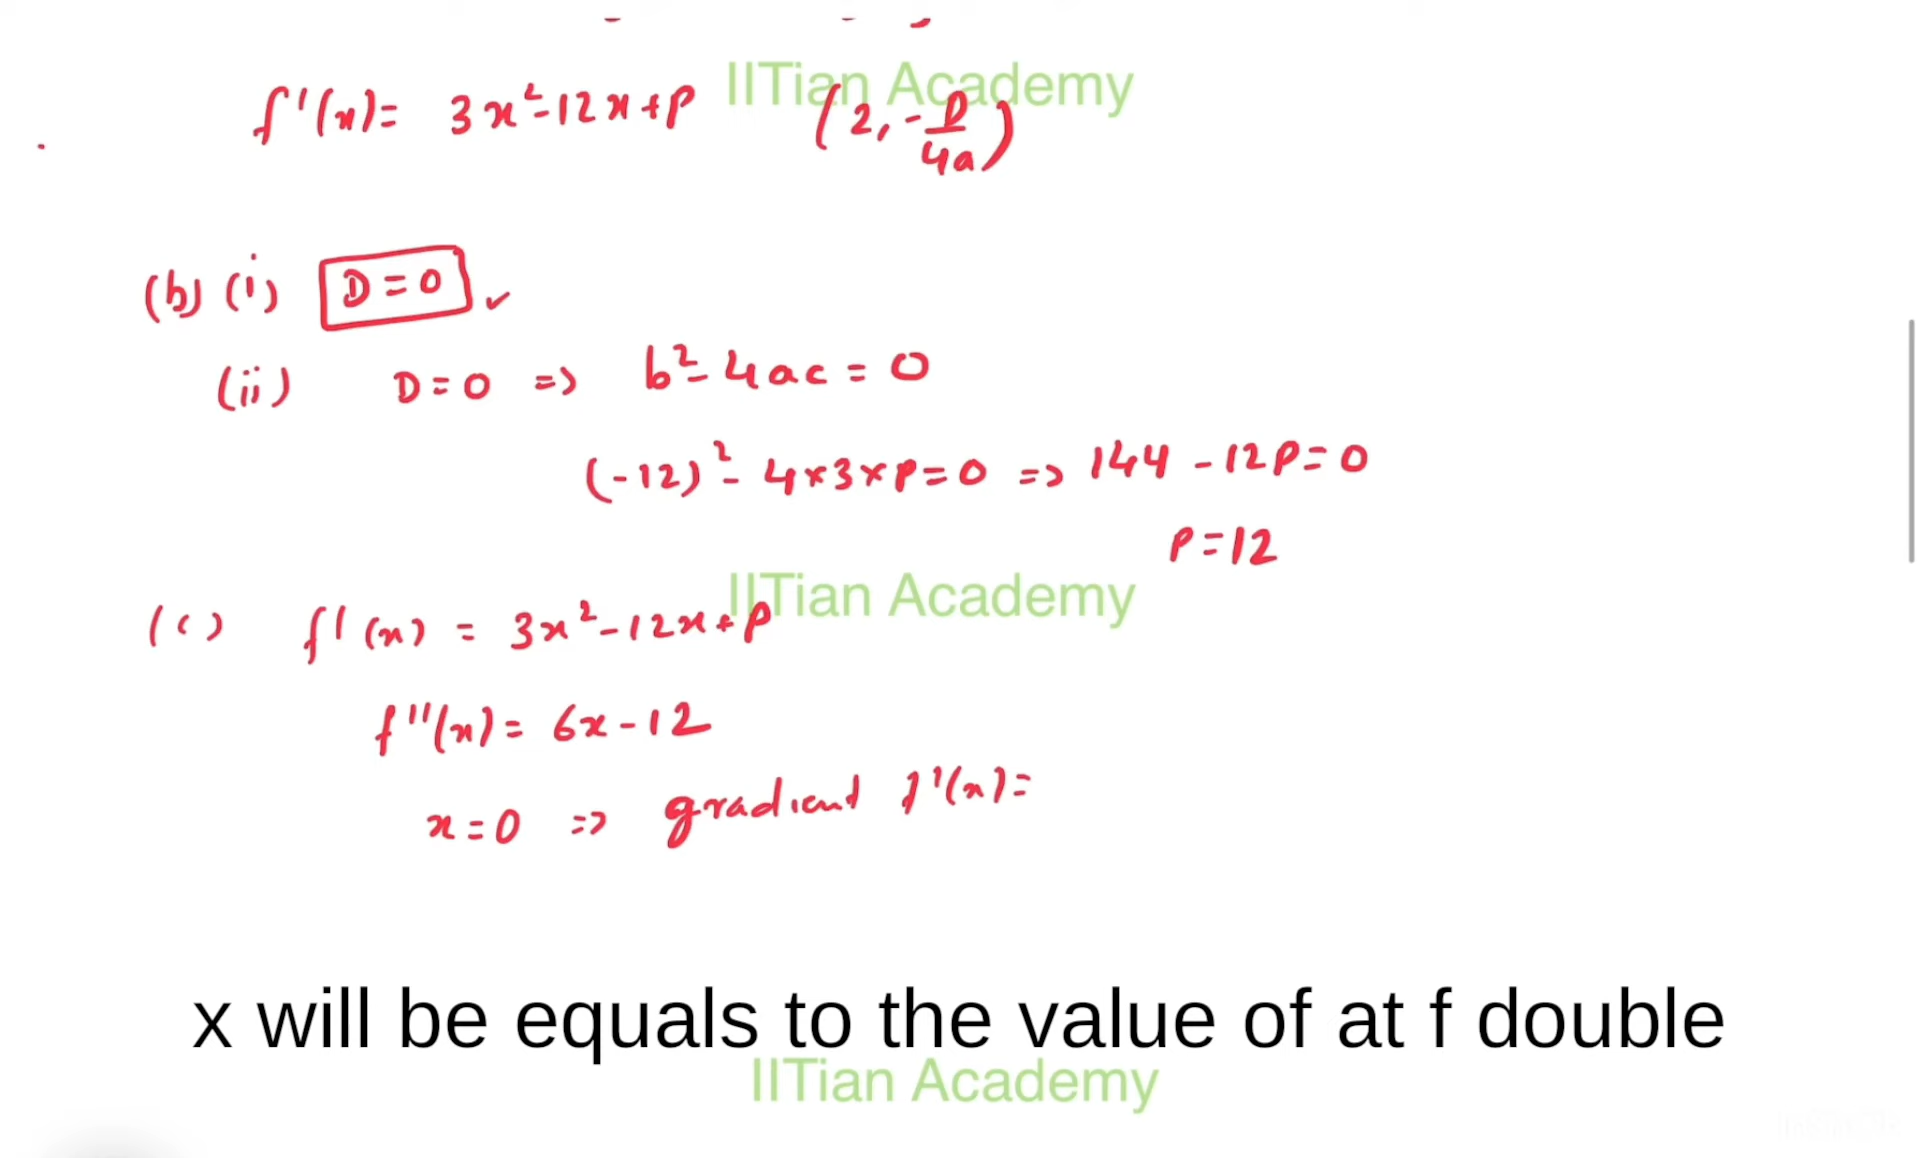 IITian Academy
f'(x) = 3x²-12x+p (2, -D/4a)
(b) (i) D=0 ✓
(ii) D=0 => b²-4ac = 0
(-12)² - 4×3×p=0 => 144 - 12p=0
p=12
IITian Academy
(c) f'(x) = 3x²-12x+p
f''(x) = 6x-12
x=0 => gradient f'(x)=
x will be equals to the value of at f double
IITian Academy